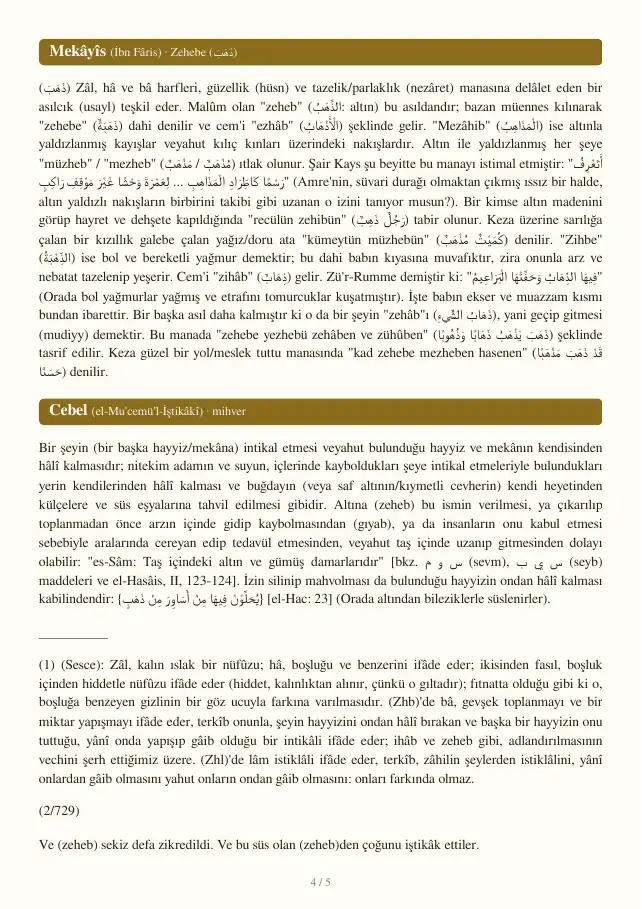 Mekâyîs (İbn Fâris) · Zehebe (ذَهَبَ)
(ذَهَبَ) Zâl, hâ ve bâ harfleri, güzellik (hüsn) ve tazelik/parlaklık (nezâret) manasına delâlet eden bir
asılcık (usayl) teşkil eder. Malûm olan "zeheb" (الذَّهَبُ: altın) bu asıldandır; bazan müennes kılınarak
"zehebe" (ذَهَبَةٌ) dahi denilir ve cem'i "ezhâb" (الْأَذْهَابُ) şeklinde gelir. "Mezâhib" (الْمَذَاهِبُ) ise altınla
yaldızlanmış kayışlar veyahut kılıç kınları üzerindeki nakışlardır. Altın ile yaldızlanmış her şeye
"müzheb" / "mezheb" (مُذْهَبٌ / مَذْهَبٌ) ıtlak olunur. Şair Kays şu beyitte bu manayı istimal etmiştir: "أَتَعْرِفُ
رَسْمًا كَاطِّرَادِ الْمَذَاهِبِ ... لِعَمْرَةَ وَحْشًا غَيْرَ مَوْقِفِ رَاكِبِ" (Amre'nin, süvari durağı olmaktan çıkmış ıssız bir halde,
altın yaldızlı nakışların birbirini takibi gibi uzanan o izini tanıyor musun?). Bir kimse altın madenini
görüp hayret ve dehşete kapıldığında "recülün zehibün" (رَجُلٌ ذَهِبٌ) tabir olunur. Keza üzerine sarılığa
çalan bir kızıllık galebe çalan yağız/doru ata "kümeytün müzhebün" (كُمَيْتٌ مُذْهَبٌ) denilir. "Zihbe"
(الذِّهْبَةُ) ise bol ve bereketli yağmur demektir; bu dahi babın kıyasına muvafıktır, zira onunla arz ve
nebatat tazelenip yeşerir. Cem'i "zihâb" (ذِهَابٌ) gelir. Zü'r-Rumme demiştir ki: "فِيهَا الذِّهَابُ وَحَفَّتْهَا الْبَرَاعِيمُ"
(Orada bol yağmurlar yağmış ve etrafını tomurcuklar kuşatmıştır). İşte babın ekser ve muazzam kısmı
bundan ibarettir. Bir başka asıl daha kalmıştır ki o da bir şeyin "zehâb"ı (ذَهَابُ الشَّيءِ), yani geçip gitmesi
(mudiyy) demektir. Bu manada "zehebe yezhebü zehâben ve zühûben" (ذَهَبَ يَذْهَبُ ذَهَابًا وَذُهُوبًا) şeklinde
tasrif edilir. Keza güzel bir yol/meslek tuttu manasında "kad zehebe mezheben hasenen" (قَدْ ذَهَبَ مَذْهَبًا
حَسَنًا) denilir.
Cebel (el-Mu'cemü'l-İştikâkî) · mihver
Bir şeyin (bir başka hayyiz/mekâna) intikal etmesi veyahut bulunduğu hayyiz ve mekânın kendisinden
hâlî kalmasıdır; nitekim adamın ve suyun, içlerinde kayboldukları şeye intikal etmeleriyle bulundukları
yerin kendilerinden hâlî kalması ve buğdayın (veya saf altının/kıymetli cevherin) kendi heyetinden
külçelere ve süs eşyalarına tahvil edilmesi gibidir. Altına (zeheb) bu ismin verilmesi, ya çıkarılıp
toplanmadan önce arzın içinde gidip kaybolmasından (gıyab), ya da insanların onu kabul etmesi
sebebiyle aralarında cereyan edip tedavül etmesinden, veyahut taş içinde uzanıp gitmesinden dolayı
olabilir: "es-Sâm: Taş içindeki altın ve gümüş damarlarıdır" [bkz. س و م (sevm), س ي ب (seyb)
maddeleri ve el-Hasâis, II, 123-124]. İzin silinip mahvolması da bulunduğu hayyizin ondan hâlî kalması
kabilindendir: {يُحَلَّوْنَ فِيهَا مِنْ أَسَاوِرَ مِنْ ذَهَبٍ} [el-Hac: 23] (Orada altından bileziklerle süslenirler).
(1) (Sesce): Zâl, kalın ıslak bir nüfûzu; hâ, boşluğu ve benzerini ifâde eder; ikisinden fasıl, boşluk
içinden hiddetle nüfûzu ifâde eder (hiddet, kalınlıktan alınır, çünkü o gıltadır); fıtnatta olduğu gibi ki o,
boşluğa benzeyen gizlinin bir göz ucuyla farkına varılmasıdır. (Zhb)'de bâ, gevşek toplanmayı ve bir
miktar yapışmayı ifâde eder, terkîb onunla, şeyin hayyizini ondan hâlî bırakan ve başka bir hayyizin onu
tuttuğu, yânî onda yapışıp gâib olduğu bir intikâli ifâde eder; ihâb ve zeheb gibi, adlandırılmasının
vechini şerh ettiğimiz üzere. (Zhl)'de lâm istiklâli ifâde eder, terkîb, zâhilin şeylerden istiklâlini, yânî
onlardan gâib olmasını yahut onların ondan gâib olmasını: onları farkında olmaz.
(2/729)
Ve (zeheb) sekiz defa zikredildi. Ve bu süs olan (zeheb)den çoğunu iştikâk ettiler.
4 / 5